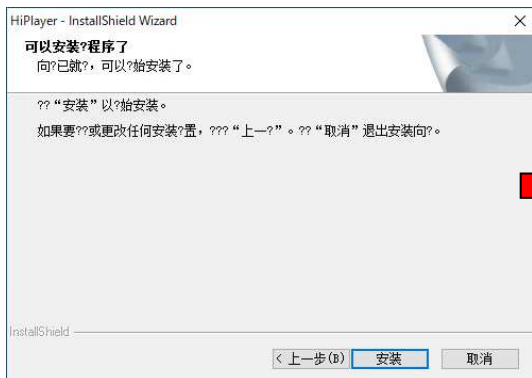 HiPlayer - InstallShield Wizard
可以安装?程序了
向?已就?，可以?始安装了。
??“安装”以?始安装。
如果要??或更改任何安装?置，???“上一?”。??“取消”退出安装向?。
InstallShield
< 上一步(B)
安装
取消